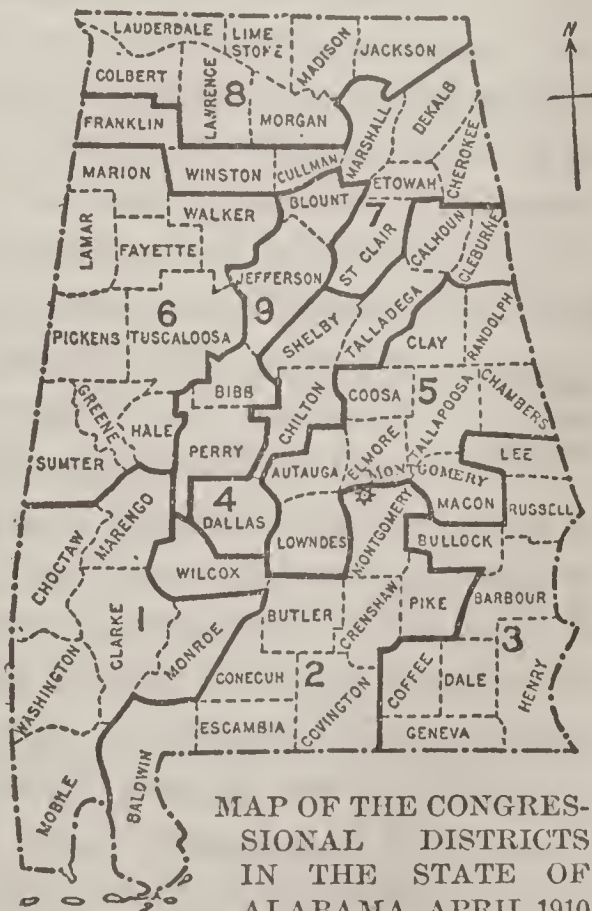 N
LAUDERDALE
LIME
STONE
MADISON
JACKSON
COLBERT
LAWRENCE
8
FRANKLIN
MORGAN
MARSHALL
DEKALB
CHEROKEE
MARION
WINSTON
CULLMAN
ETOWAH
BLOUNT
WALKER
7
LAMAR
FAYETTE
JEFFERSON
ST CLAIR
CALHOUN
CLEBURNE
6
9
PICKENS
TUSCALOOSA
SHELBY
TALLADEGA
CLAY
RANDOLPH
BIBB
COOSA
5
TALLAPOOSA
CHAMBERS
GREENE
HALE
CHILTON
SUMTER
PERRY
AUTAUGA
ELMORE
LEE
MONTGOMERY
4
DALLAS
MACON
RUSSELL
MARENGO
LOWNDES
MONTGOMERY
BULLOCK
CHOCTAW
WILCOX
BUTLER
CRENSHAW
PIKE
BARBOUR
1
CLARKE
MONROE
3
WASHINGTON
CONECUH
2
COVINGTON
COFFEE
DALE
HENRY
ESCAMBIA
GENEVA
MOBILE
BALDWIN
MAP OF THE CONGRES-
SIONAL DISTRICTS
IN THE STATE OF
ALABAMA, APRIL, 1910